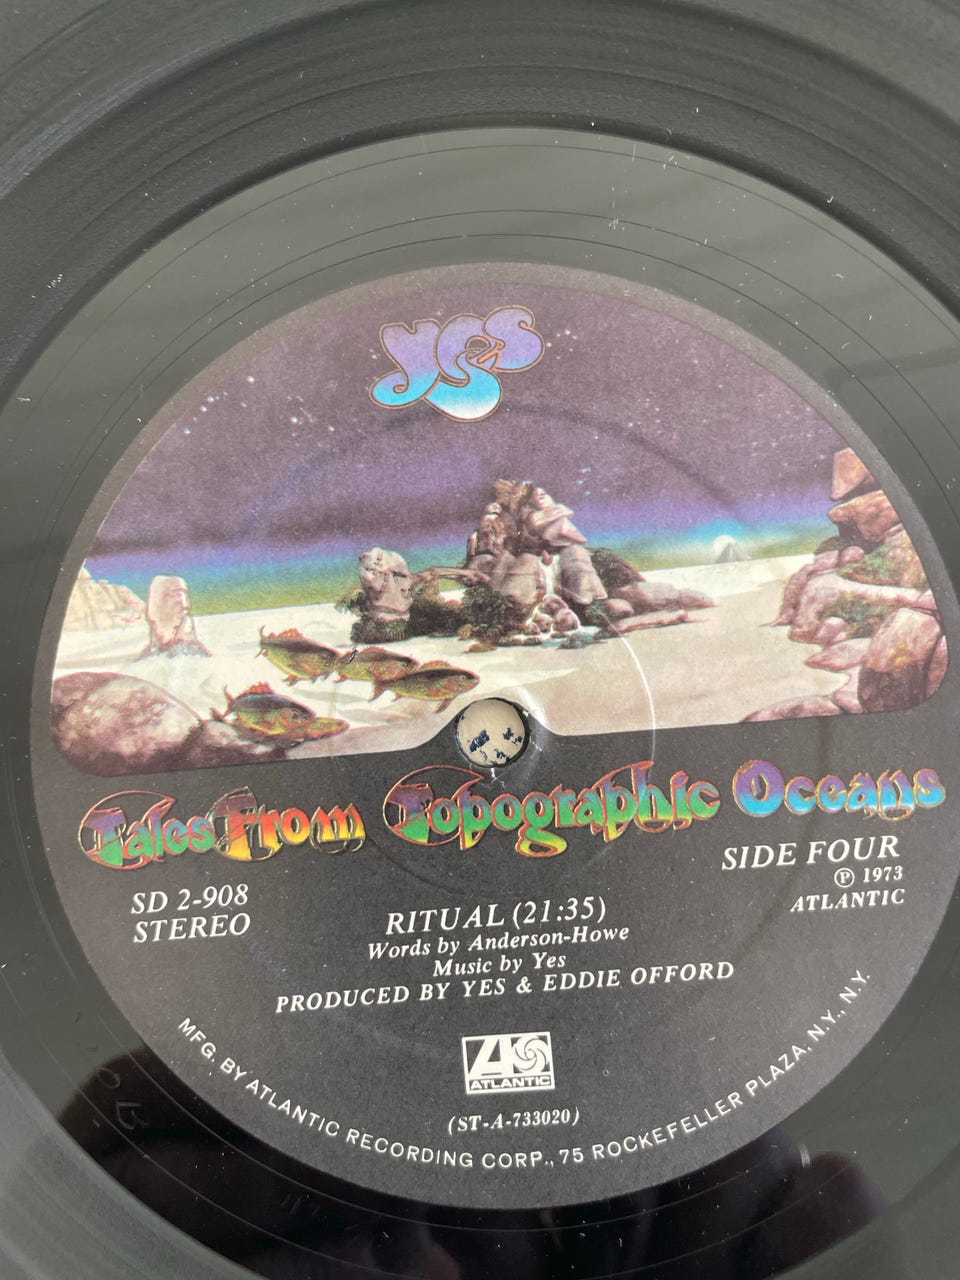 yes
Tales From Topographic Oceans
SD 2-908
STEREO
SIDE FOUR
℗ 1973
ATLANTIC
RITUAL (21:35)
Words by Anderson-Howe
Music by Yes
PRODUCED BY YES & EDDIE OFFORD
ATLANTIC
(ST-A-733020)
MFG. BY ATLANTIC RECORDING CORP., 75 ROCKEFELLER PLAZA, N.Y., N.Y.